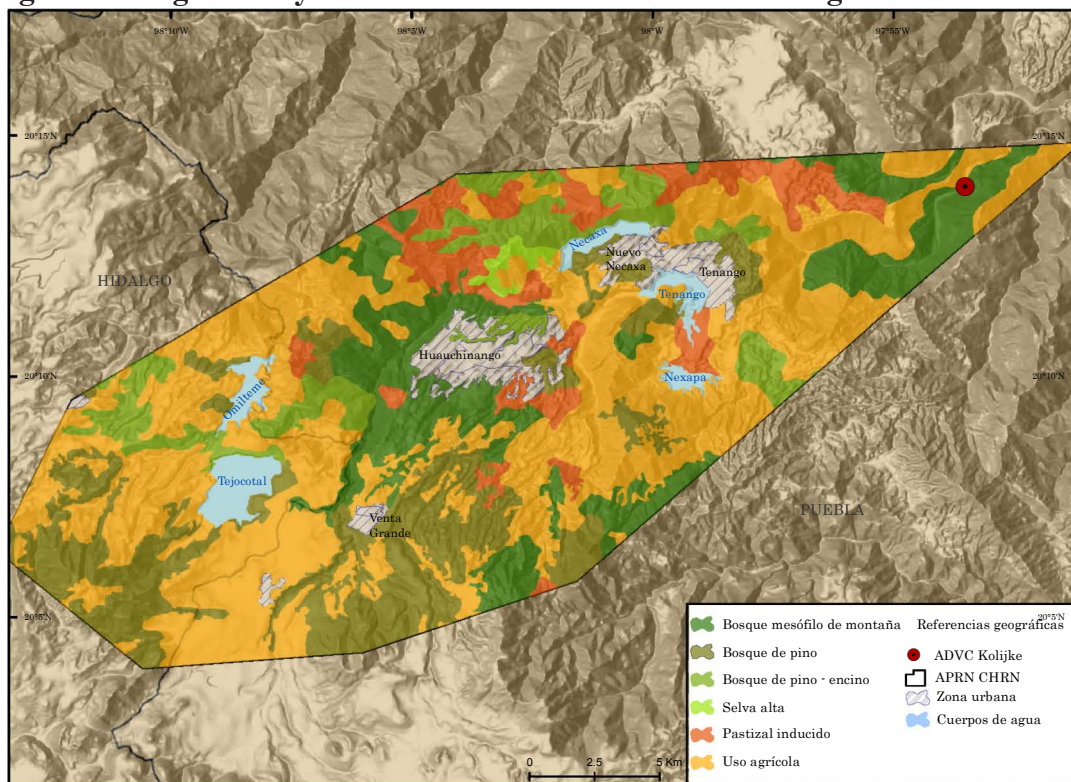 98°10'W
98°5'W
98°W
97°55'W
20°15'N
20°15'N
HIDALGO
Necaxa
Nuevo
Necaxa
Tenango
Tenango
Huauchinango
Nexapa
20°10'N
20°10'N
Omilteme
Tejocotal
Venta
Grande
PUEBLA
20°5'N
20°5'N
Bosque mesófilo de montaña
Bosque de pino
Bosque de pino - encino
Selva alta
Pastizal inducido
Uso agrícola
Referencias geográficas
ADVC Kolijke
APRN CHRN
Zona urbana
Cuerpos de agua
0 2.5 5 Km